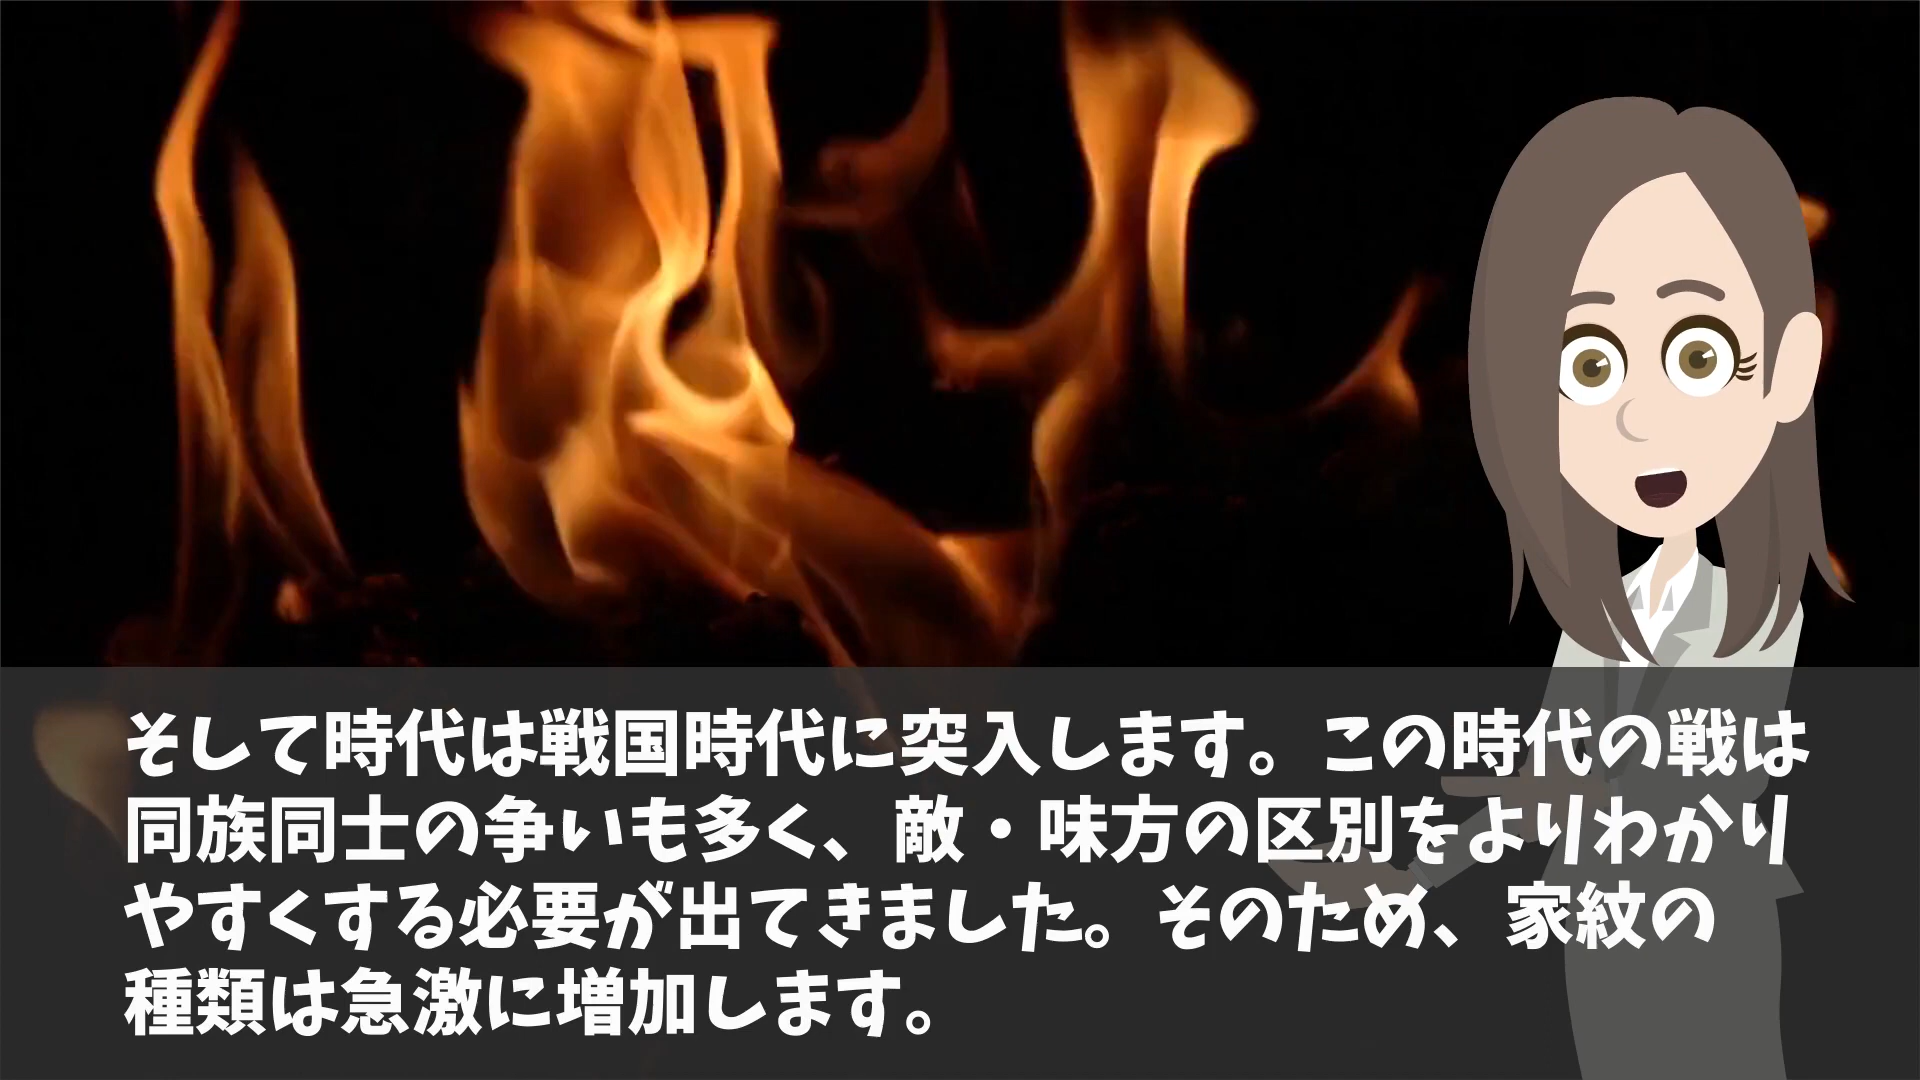 そして時代は戦国時代に突入します。この時代の戦は
同族同士の争いも多く、敵・味方の区別をよりわかり
やすくする必要が出てきました。そのため、家紋の
種類は急激に増加します。